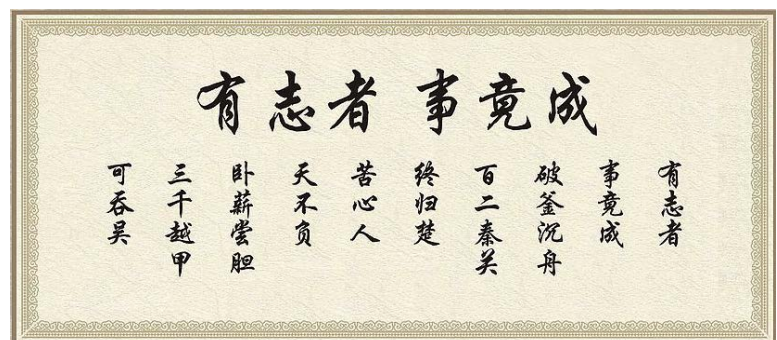 有志者 事竟成
有志者
事竟成
破釜沉舟
百二秦关
终归楚
苦心人
天不负
卧薪尝胆
三千越甲
可吞吴